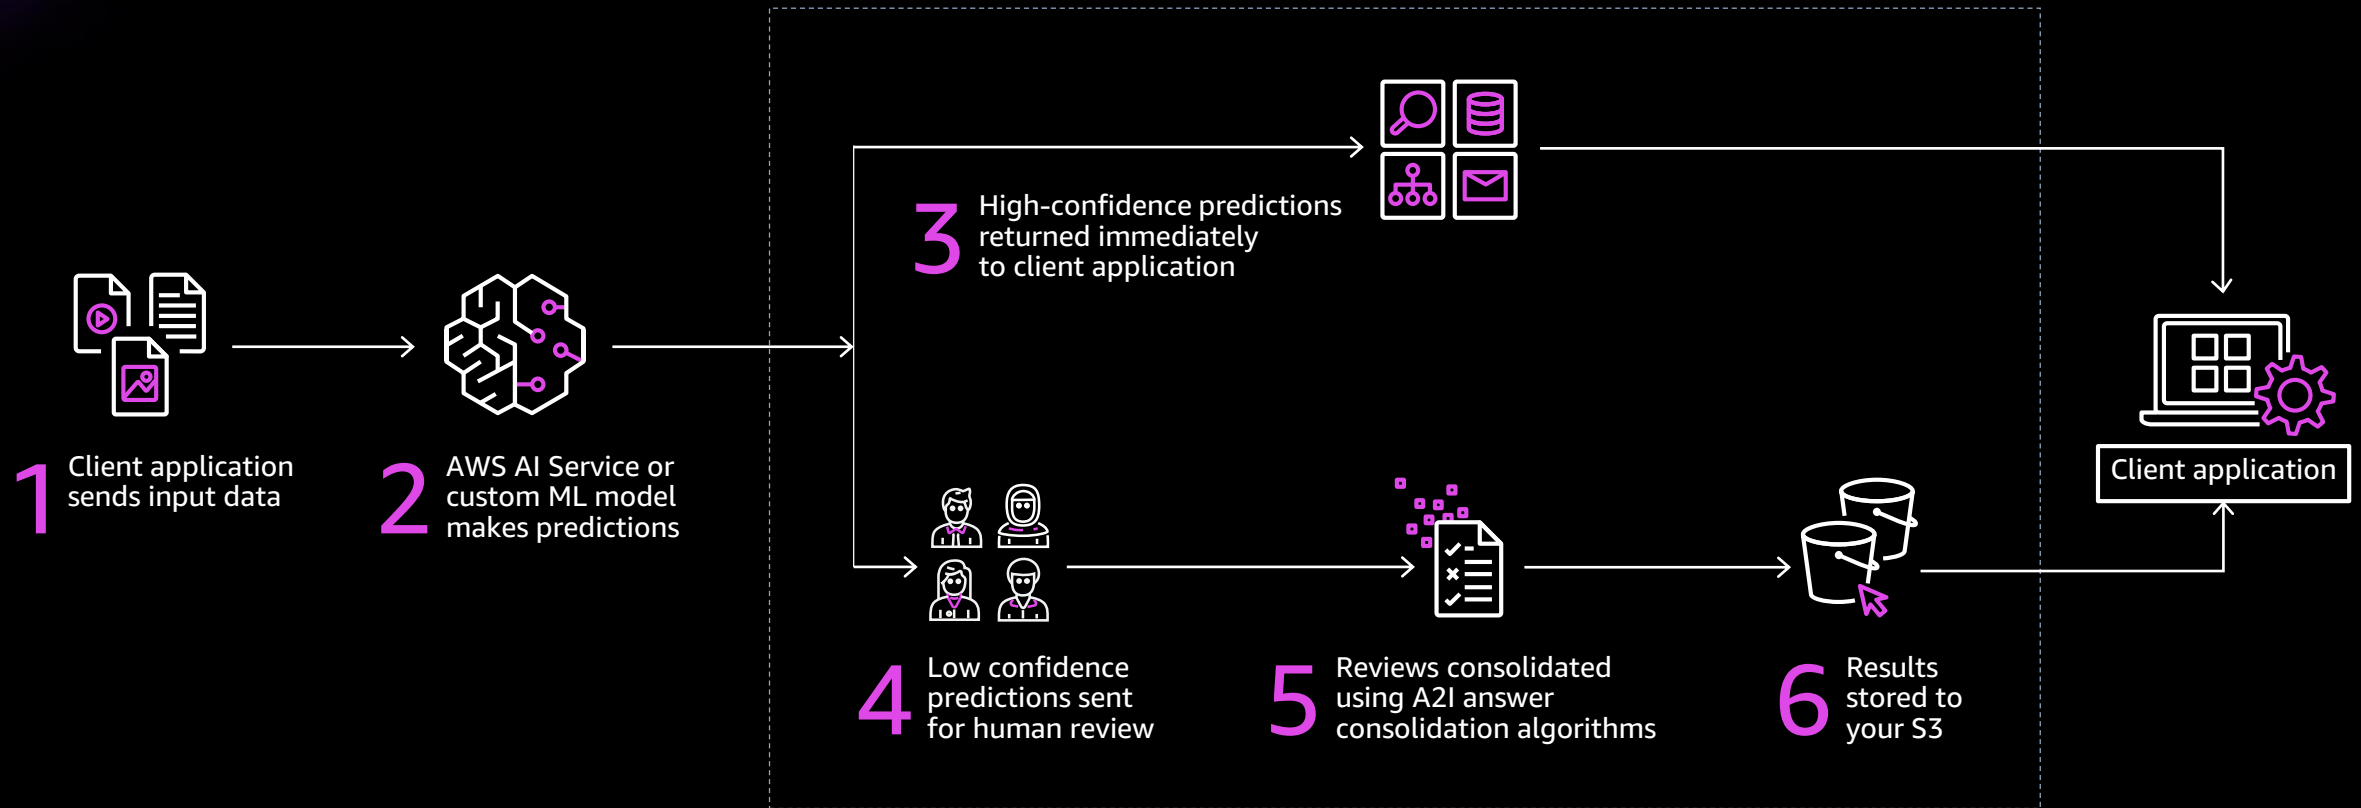 1
Client application
sends input data
2
AWS AI Service or
custom ML model
makes predictions
3
High-confidence predictions
returned immediately
to client application
4
Low confidence
predictions sent
for human review
5
Reviews consolidated
using A2I answer
consolidation algorithms
6
Results
stored to
your S3
Client application